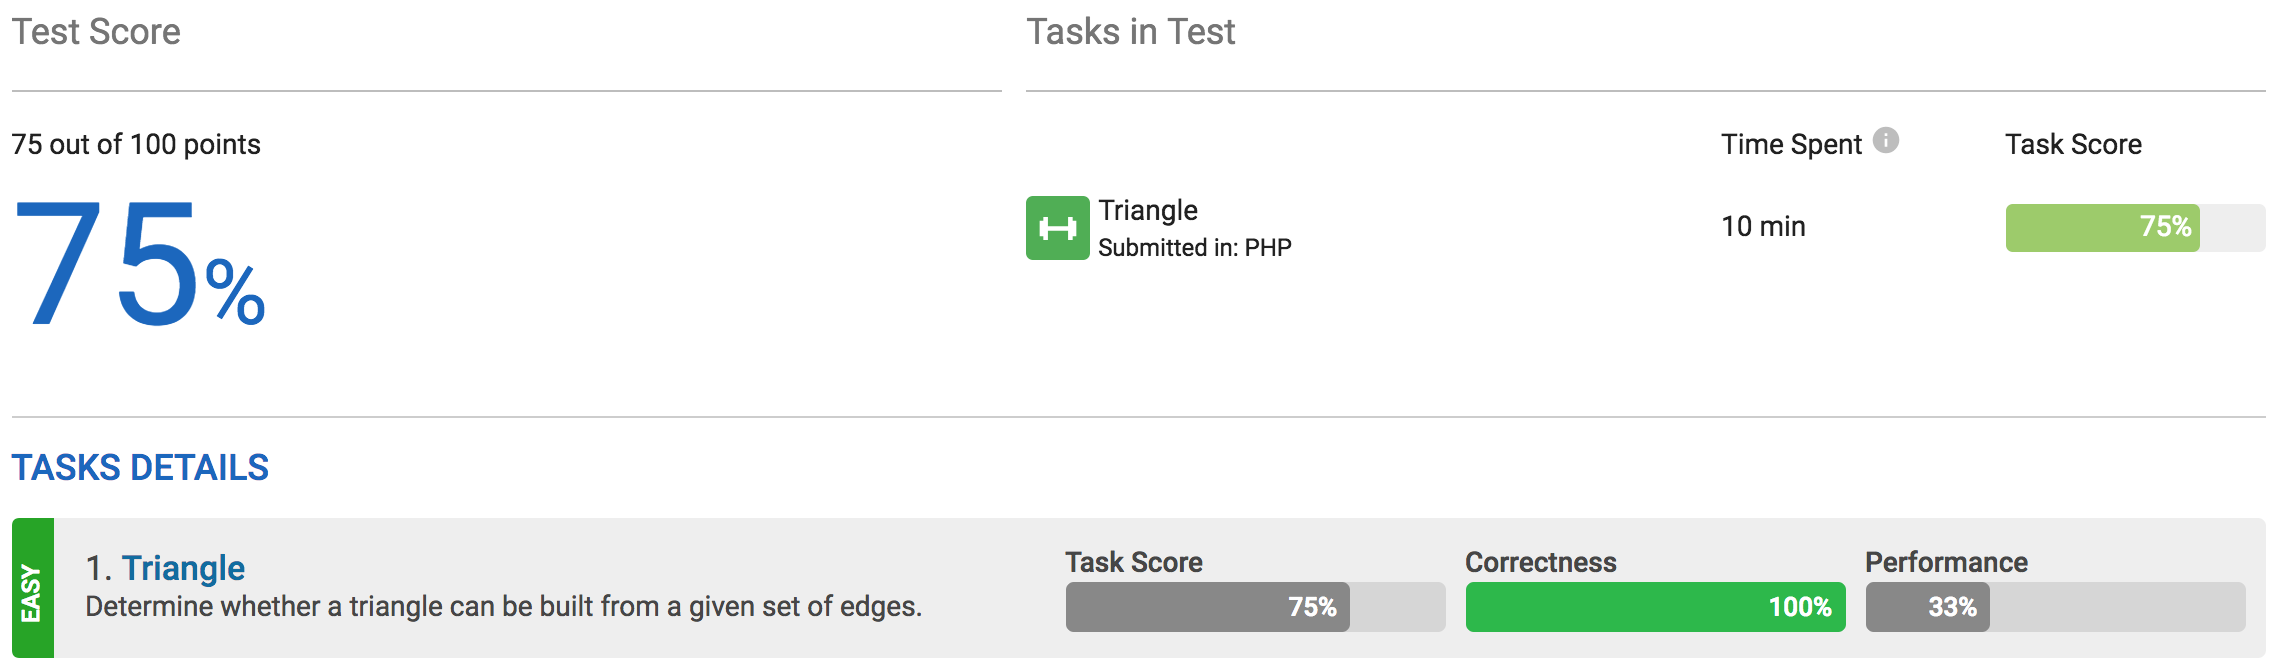 Test Score
75 out of 100 points
75%
Tasks in Test
Time Spent i
Task Score
Triangle
Submitted in: PHP
10 min
75%
TASKS DETAILS
EASY
1. Triangle
Determine whether a triangle can be built from a given set of edges.
Task Score
75%
Correctness
100%
Performance
33%